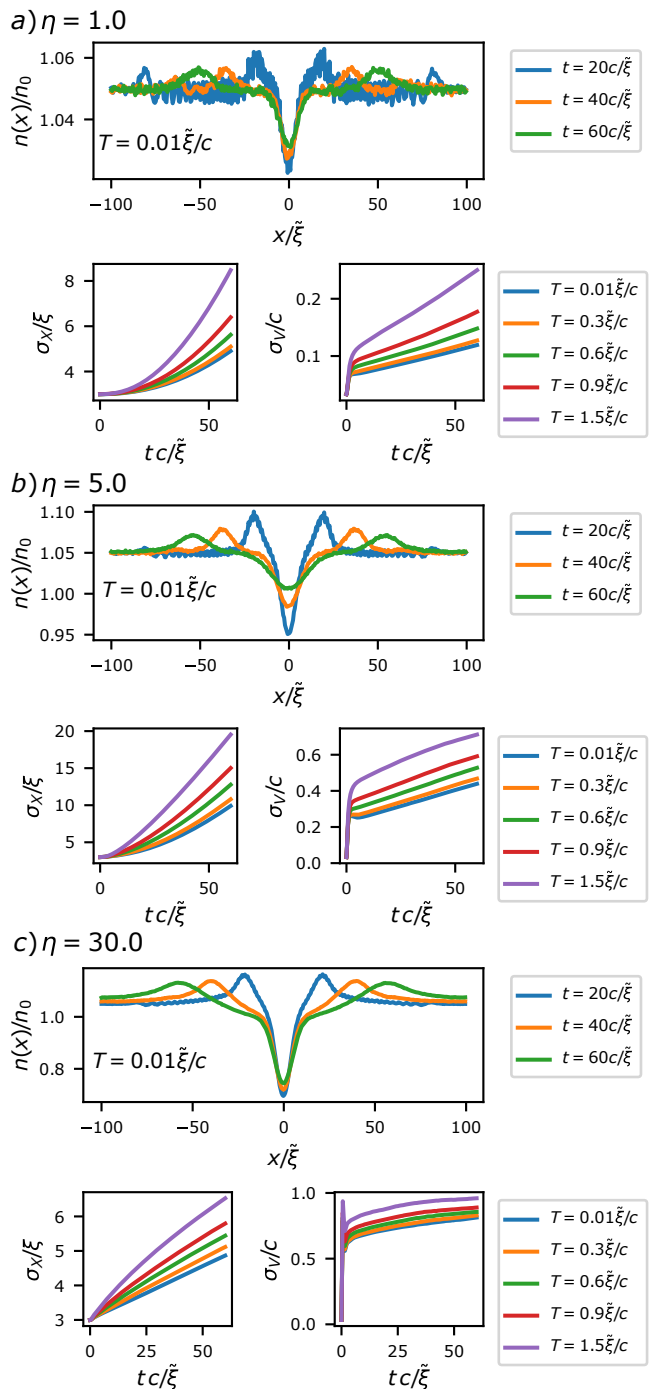 a) η = 1.0
n(x)/n₀
1.06
1.04
T = 0.01ξ̃/c
−100
−50
0
50
100
x/ξ̃
t = 20c/ξ̃
t = 40c/ξ̃
t = 60c/ξ̃
σ_X/ξ
8
6
4
0
50
t c/ξ̃
σ_V/c
0.2
0.1
0
50
t c/ξ̃
T = 0.01ξ̃/c
T = 0.3ξ̃/c
T = 0.6ξ̃/c
T = 0.9ξ̃/c
T = 1.5ξ̃/c
b) η = 5.0
n(x)/n₀
1.10
1.05
1.00
0.95
T = 0.01ξ̃/c
−100
−50
0
50
100
x/ξ̃
t = 20c/ξ̃
t = 40c/ξ̃
t = 60c/ξ̃
σ_X/ξ
20
15
10
5
0
50
t c/ξ̃
σ_V/c
0.6
0.4
0.2
0.0
0
50
t c/ξ̃
T = 0.01ξ̃/c
T = 0.3ξ̃/c
T = 0.6ξ̃/c
T = 0.9ξ̃/c
T = 1.5ξ̃/c
c) η = 30.0
n(x)/n₀
1.0
0.8
T = 0.01ξ̃/c
−100
−50
0
50
100
x/ξ̃
t = 20c/ξ̃
t = 40c/ξ̃
t = 60c/ξ̃
σ_X/ξ
6
5
4
3
0
25
50
t c/ξ̃
σ_V/c
1.0
0.5
0.0
0
25
50
t c/ξ̃
T = 0.01ξ̃/c
T = 0.3ξ̃/c
T = 0.6ξ̃/c
T = 0.9ξ̃/c
T = 1.5ξ̃/c